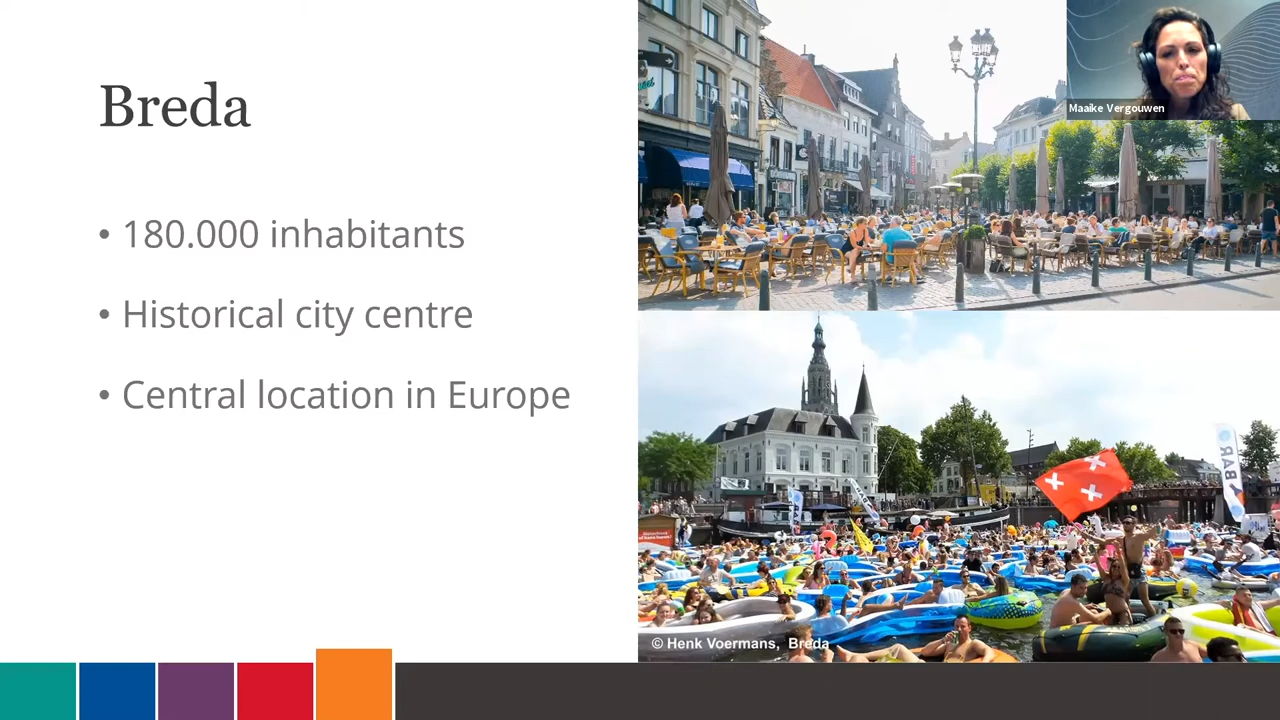 Breda
• 180.000 inhabitants
• Historical city centre
• Central location in Europe
Maaike Vergouwen
BAR
© Henk Voermans, Breda